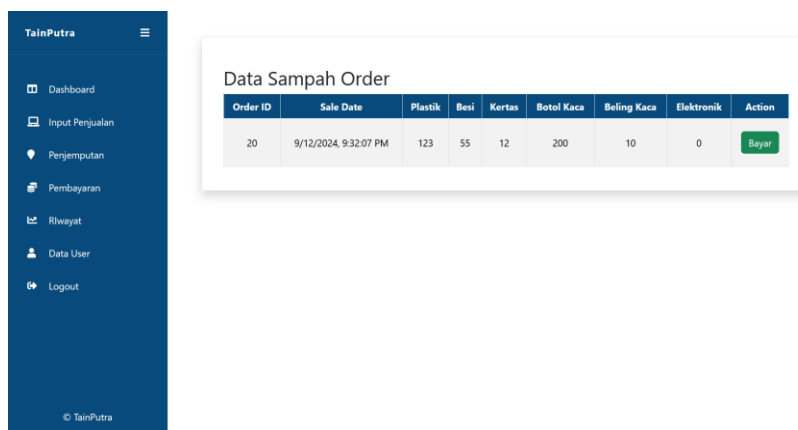 TainPutra
Dashboard
Input Penjualan
Penjemputan
Pembayaran
RIwayat
Data User
Logout
© TainPutra
Data Sampah Order
Order ID Sale Date Plastik Besi Kertas Botol Kaca Beling Kaca Elektronik Action
20 9/12/2024, 9:32:07 PM 123 55 12 200 10 0 Bayar